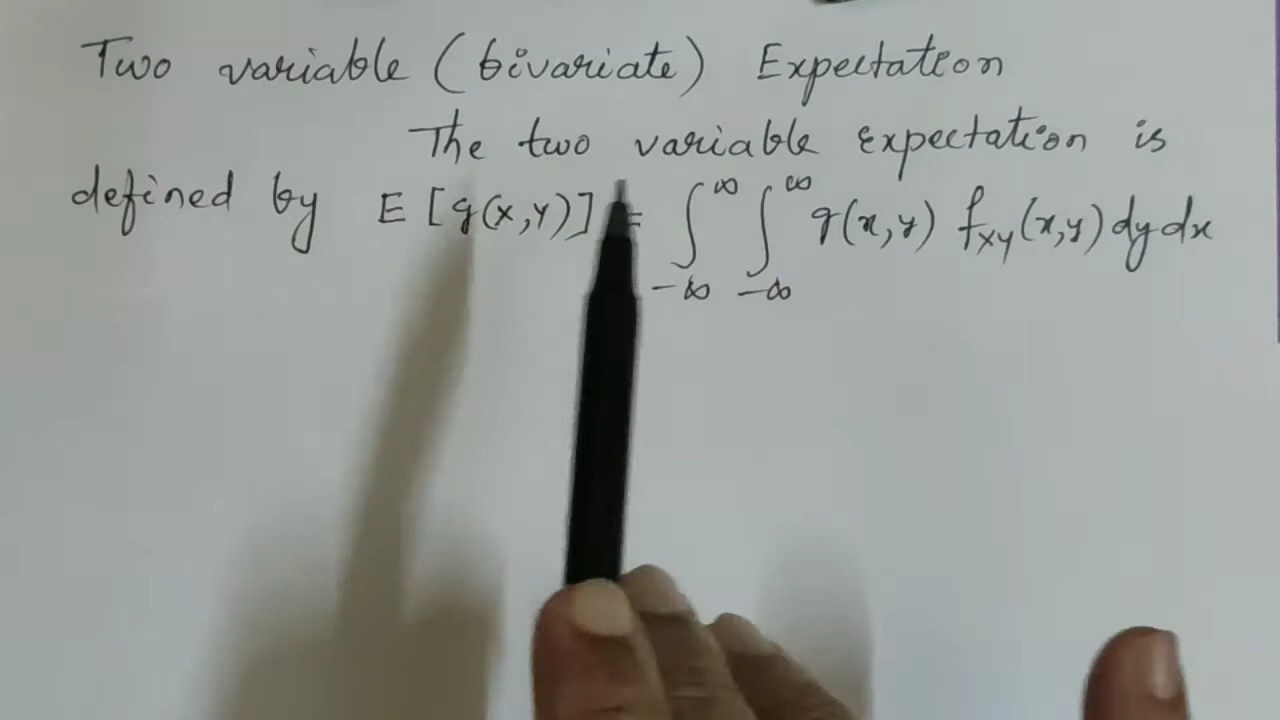 Two variable (bivariate) Expectation
The two variable expectation is
defined by E[g(x,y)] = ∫_{-∞}^{∞} ∫_{-∞}^{∞} g(x,y) f_{xy}(x,y) dy dx